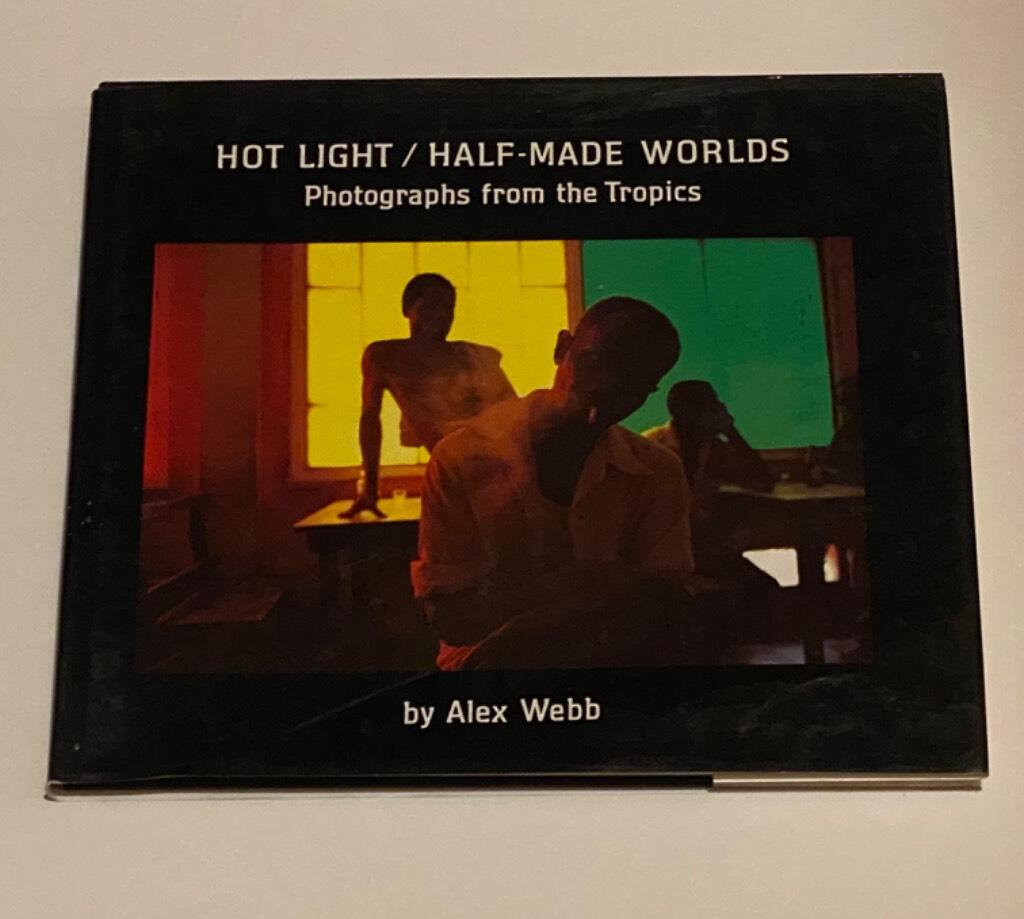 HOT LIGHT / HALF-MADE WORLDS
Photographs from the Tropics
by Alex Webb